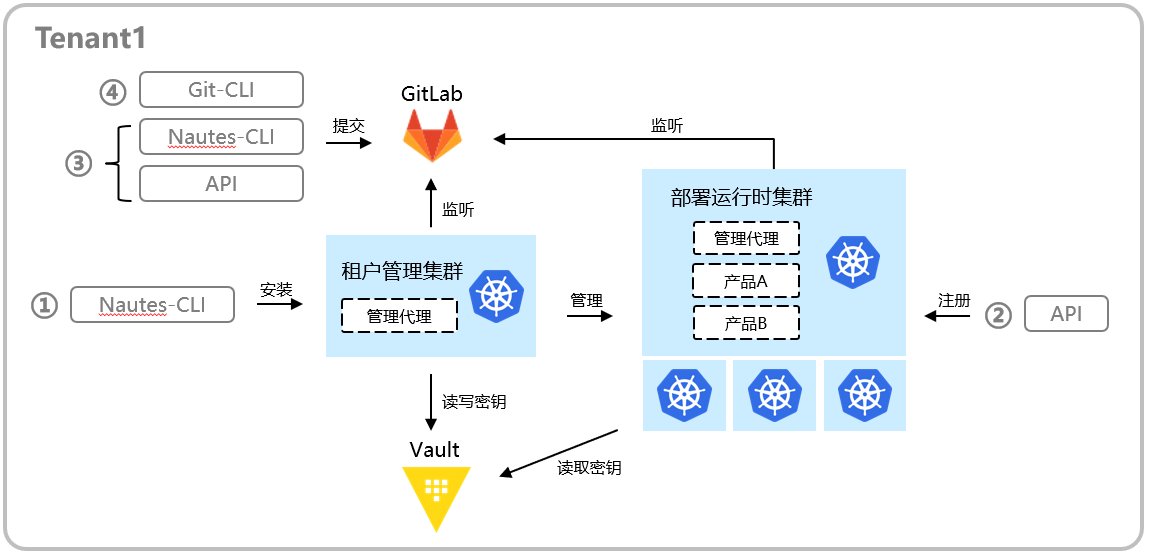 Tenant1
④
Git-CLI
③
Nautes-CLI
API
提交
GitLab
监听
监听
①
Nautes-CLI
安装
租户管理集群
管理代理
管理
部署运行时集群
管理代理
产品A
产品B
注册
②
API
读写密钥
Vault
读取密钥